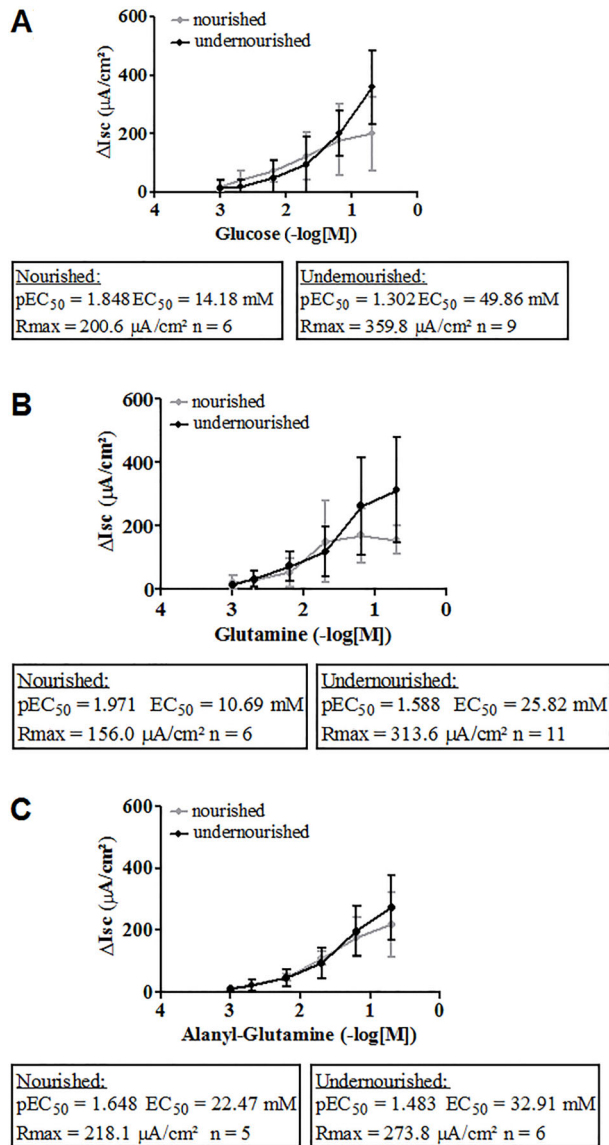 A
nourished
undernourished
600
400
200
0
ΔIsc (µA/cm²)
4 3 2 1 0
Glucose (-log[M])
Nourished:
pEC50 = 1.848 EC50 = 14.18 mM
Rmax = 200.6 µA/cm² n = 6
Undernourished:
pEC50 = 1.302 EC50 = 49.86 mM
Rmax = 359.8 µA/cm² n = 9
B
nourished
undernourished
600
400
200
0
ΔIsc (µA/cm²)
4 3 2 1 0
Glutamine (-log[M])
Nourished:
pEC50 = 1.971 EC50 = 10.69 mM
Rmax = 156.0 µA/cm² n = 6
Undernourished:
pEC50 = 1.588 EC50 = 25.82 mM
Rmax = 313.6 µA/cm² n = 11
C
nourished
undernourished
600
400
200
0
ΔIsc (µA/cm²)
4 3 2 1 0
Alanyl-Glutamine (-log[M])
Nourished:
pEC50 = 1.648 EC50 = 22.47 mM
Rmax = 218.1 µA/cm² n = 5
Undernourished:
pEC50 = 1.483 EC50 = 32.91 mM
Rmax = 273.8 µA/cm² n = 6